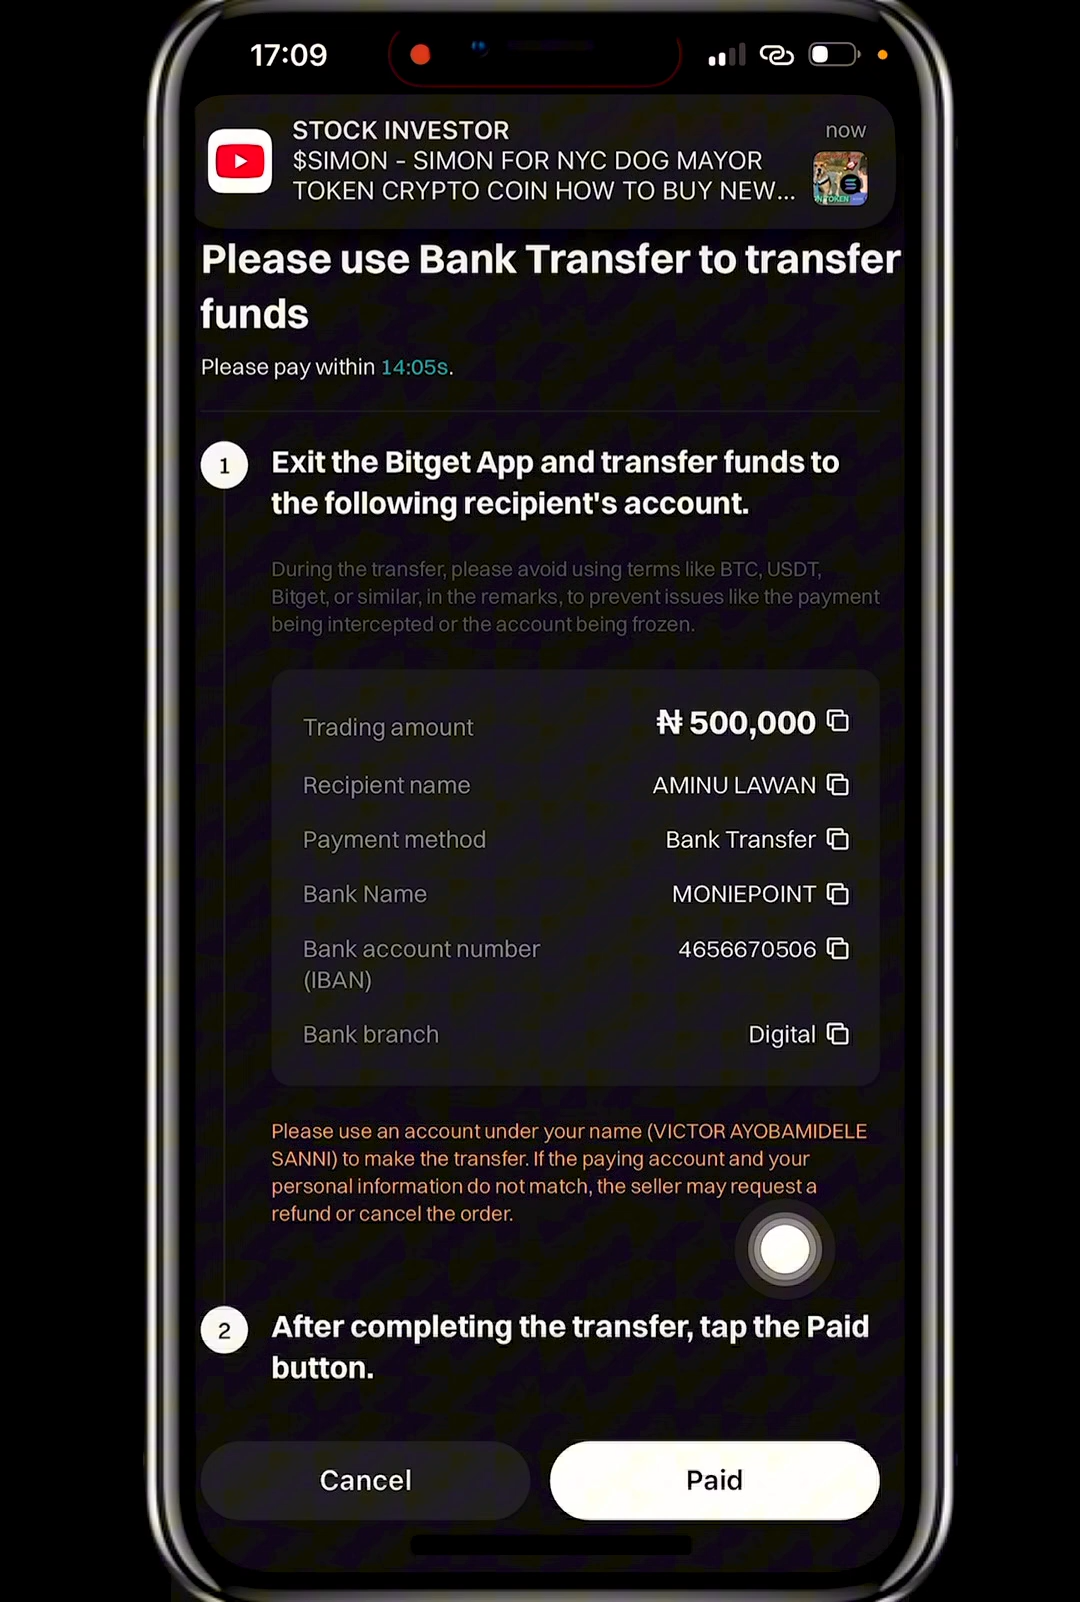 17:09
STOCK INVESTOR
now
$SIMON - SIMON FOR NYC DOG MAYOR
TOKEN CRYPTO COIN HOW TO BUY NEW...
Please use Bank Transfer to transfer
funds
Please pay within 14:05s.
1
Exit the Bitget App and transfer funds to
the following recipient's account.
During the transfer, please avoid using terms like BTC, USDT,
Bitget, or similar, in the remarks, to prevent issues like the payment
being intercepted or the account being frozen.
Trading amount ₦ 500,000
Recipient name AMINU LAWAN
Payment method Bank Transfer
Bank Name MONIEPOINT
Bank account number 4656670506
(IBAN)
Bank branch Digital
Please use an account under your name (VICTOR AYOBAMIDELE
SANNI) to make the transfer. If the paying account and your
personal information do not match, the seller may request a
refund or cancel the order.
2
After completing the transfer, tap the Paid
button.
Cancel
Paid